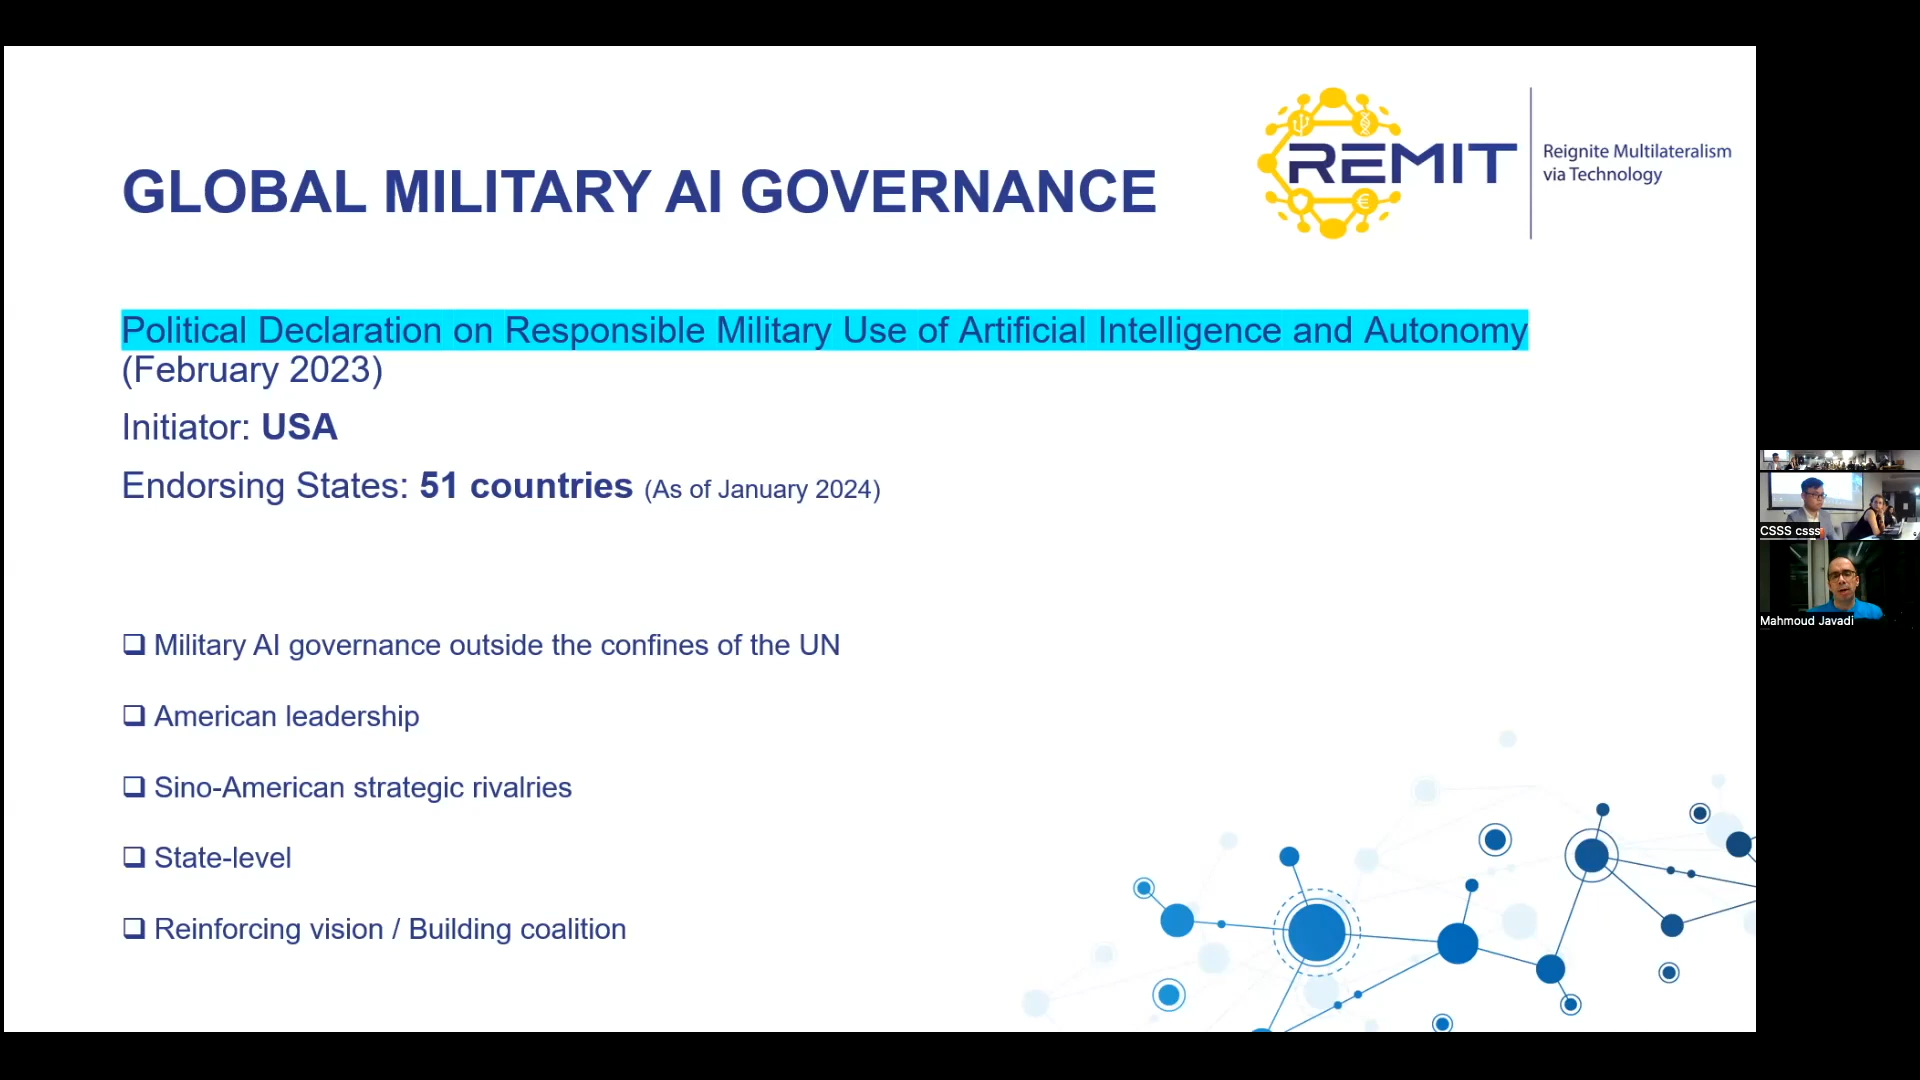 GLOBAL MILITARY AI GOVERNANCE
REMIT
Reignite Multilateralism
via Technology
Political Declaration on Responsible Military Use of Artificial Intelligence and Autonomy
(February 2023)
Initiator: USA
Endorsing States: 51 countries (As of January 2024)
❑ Military AI governance outside the confines of the UN
❑ American leadership
❑ Sino-American strategic rivalries
❑ State-level
❑ Reinforcing vision / Building coalition
CSSS csss
Mahmoud Javadi